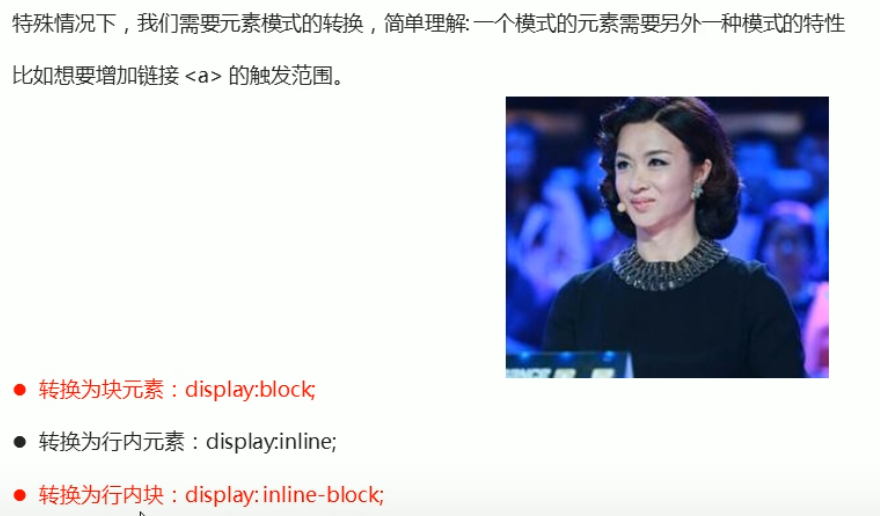 特殊情况下，我们需要元素模式的转换，简单理解: 一个模式的元素需要另外一种模式的特性
比如想要增加链接 <a> 的触发范围。
● 转换为块元素：display:block;
● 转换为行内元素：display:inline;
● 转换为行内块：display: inline-block;